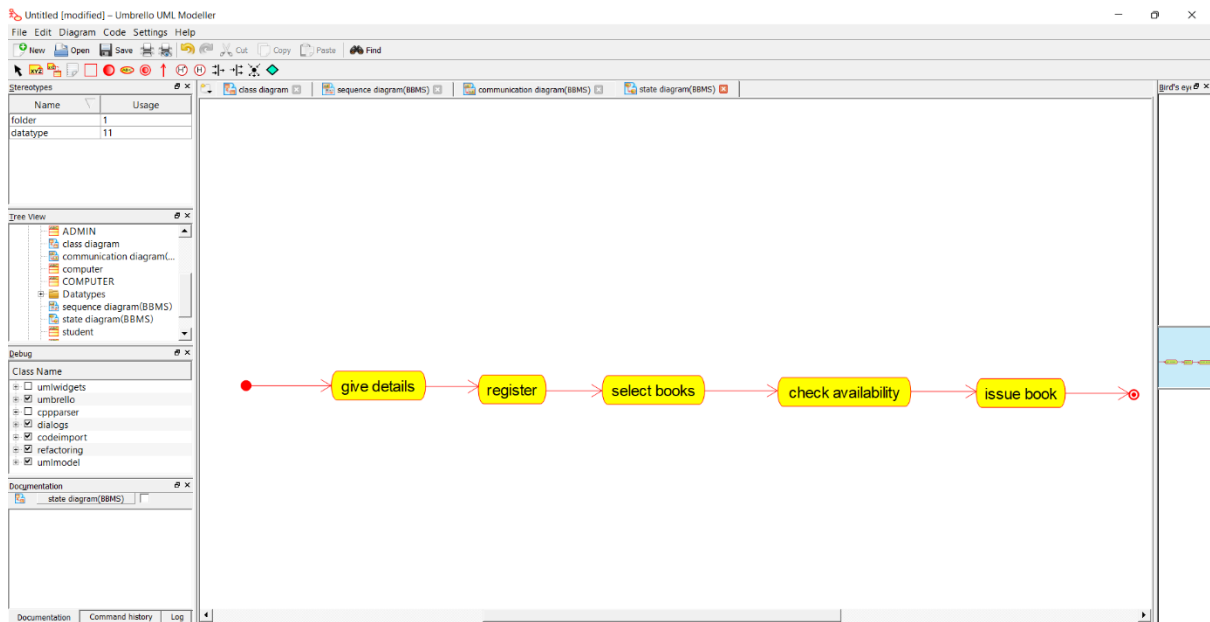 Untitled [modified] – Umbrello UML Modeller
File Edit Diagram Code Settings Help
New Open Save Cut Copy Paste Find
XYZ
Stereotypes
Name Usage
folder 1
datatype 11
Tree View
ADMIN
class diagram
communication diagram(...
computer
COMPUTER
Datatypes
sequence diagram(BBMS)
state diagram(BBMS)
student
Debug
Class Name
umlwidgets
umbrello
cppparser
dialogs
codeimport
refactoring
umlmodel
Documentation
state diagram(BBMS)
Documentation Command history Log
class diagram sequence diagram(BBMS) communication diagram(BBMS) state diagram(BBMS)
give details register select books check availability issue book
Bird's eye